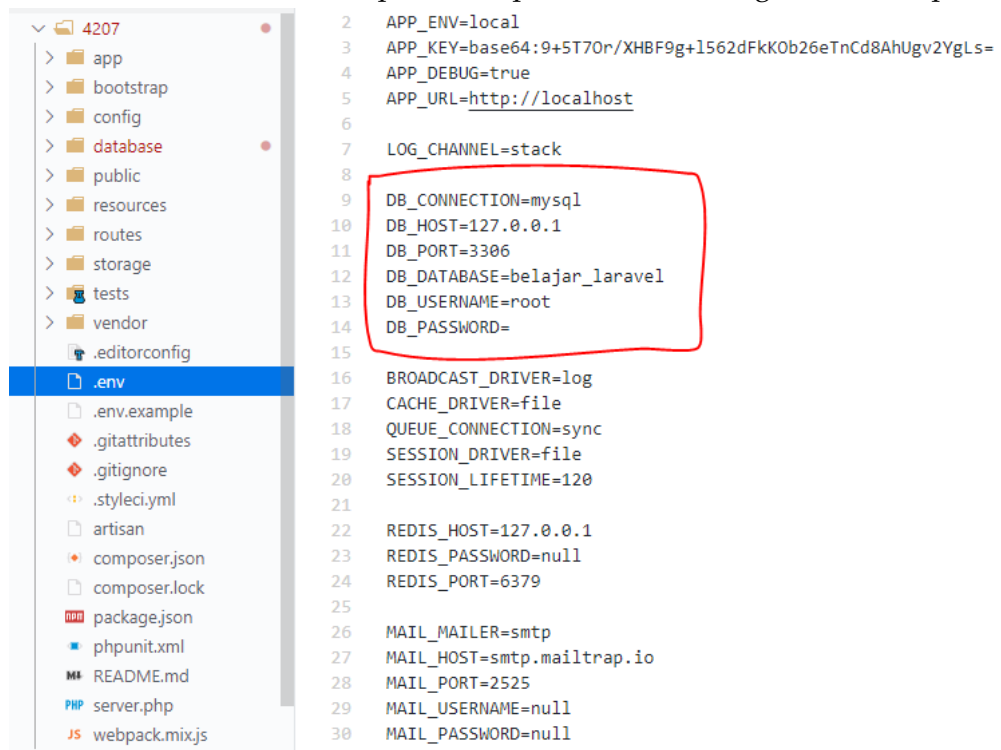 4207
app
bootstrap
config
database
public
resources
routes
storage
tests
vendor
.editorconfig
.env
.env.example
.gitattributes
.gitignore
.styleci.yml
artisan
composer.json
composer.lock
package.json
phpunit.xml
README.md
server.php
webpack.mix.js
2 APP_ENV=local
3 APP_KEY=base64:9+5T7Or/XHBF9g+l562dFkKOb26eTnCd8AhUgv2YgLs=
4 APP_DEBUG=true
5 APP_URL=http://localhost
6
7 LOG_CHANNEL=stack
8
9 DB_CONNECTION=mysql
10 DB_HOST=127.0.0.1
11 DB_PORT=3306
12 DB_DATABASE=belajar_laravel
13 DB_USERNAME=root
14 DB_PASSWORD=
15
16 BROADCAST_DRIVER=log
17 CACHE_DRIVER=file
18 QUEUE_CONNECTION=sync
19 SESSION_DRIVER=file
20 SESSION_LIFETIME=120
21
22 REDIS_HOST=127.0.0.1
23 REDIS_PASSWORD=null
24 REDIS_PORT=6379
25
26 MAIL_MAILER=smtp
27 MAIL_HOST=smtp.mailtrap.io
28 MAIL_PORT=2525
29 MAIL_USERNAME=null
30 MAIL_PASSWORD=null